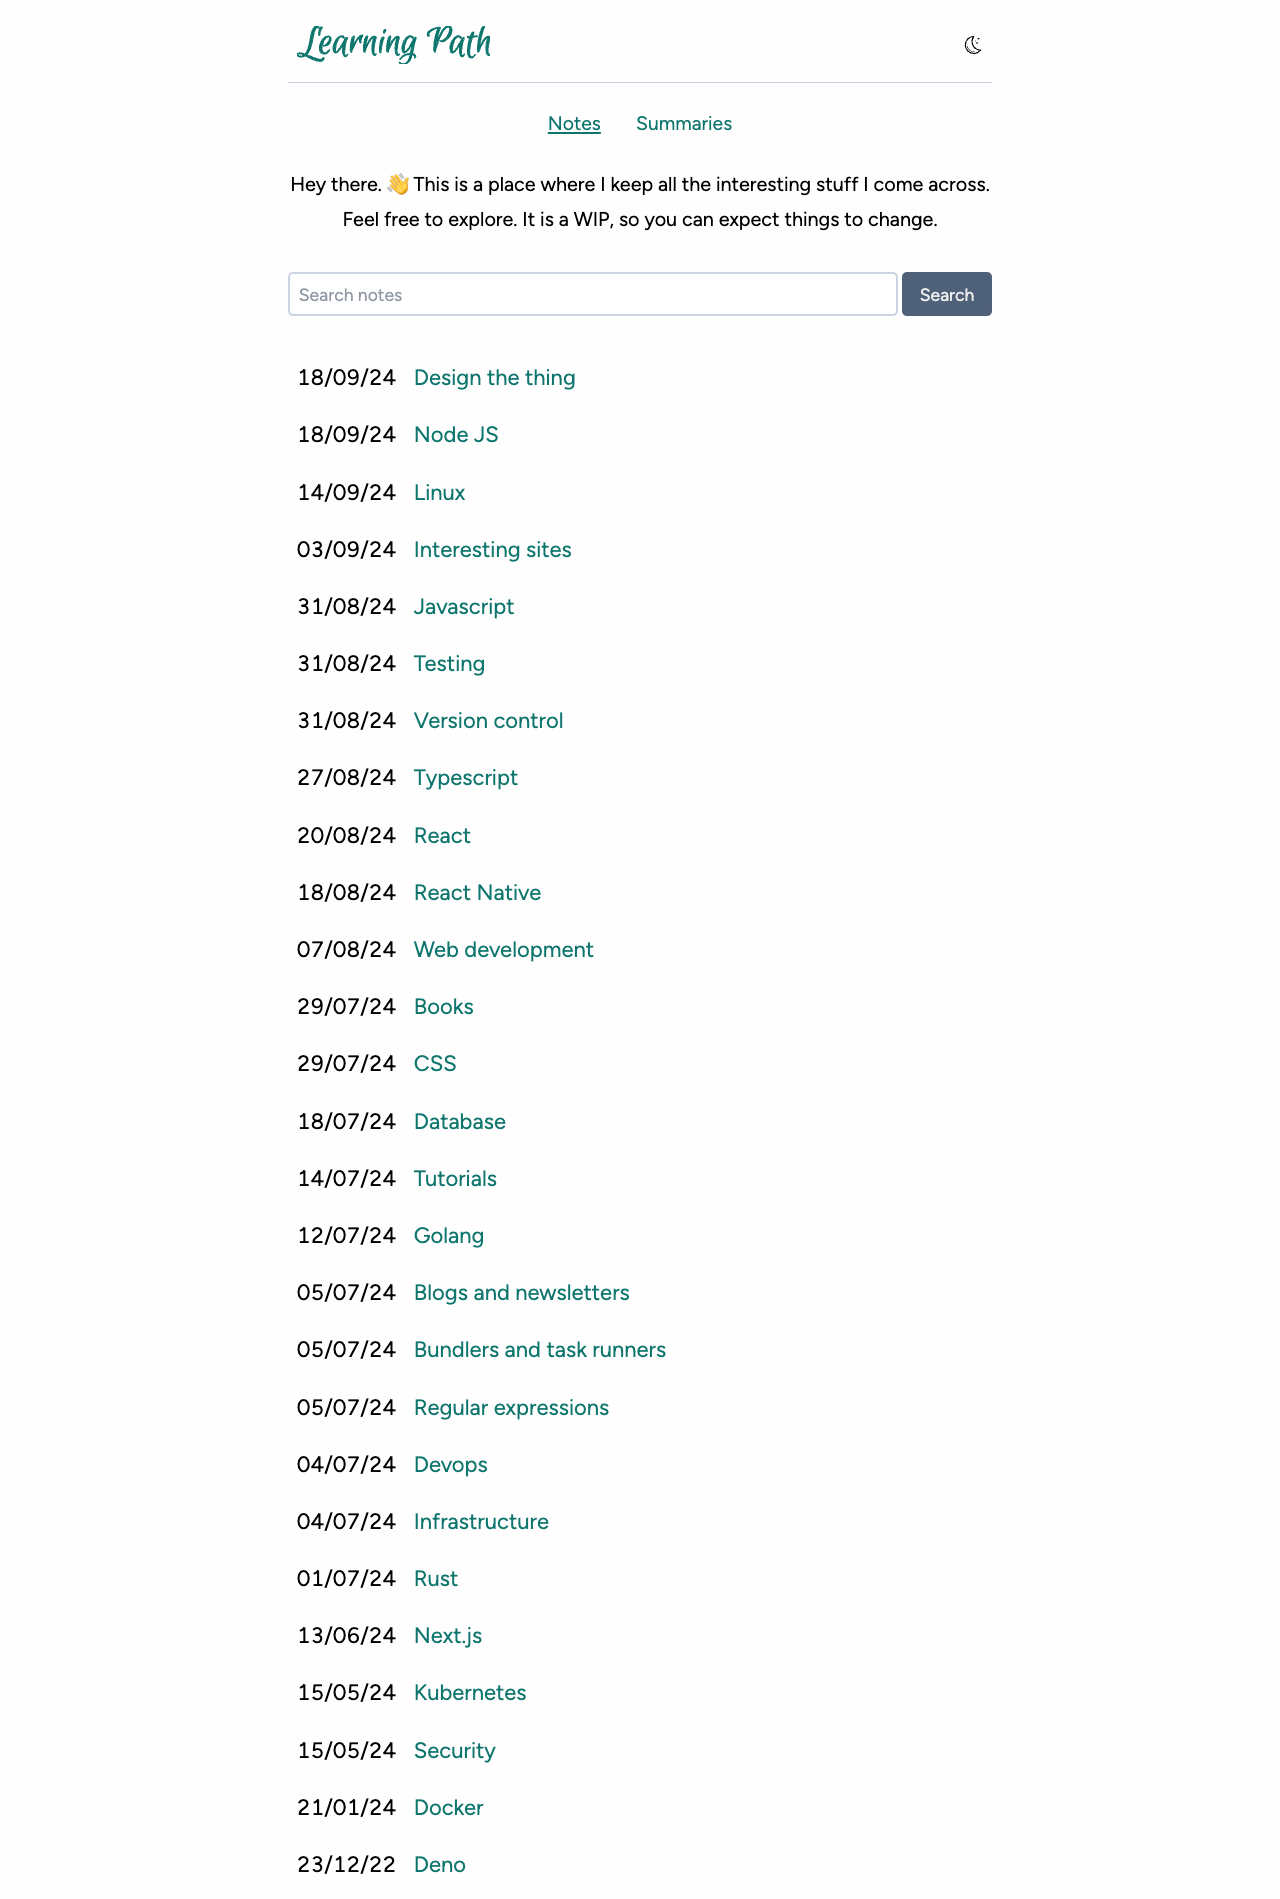 Learning Path
Notes Summaries
Hey there. 👋 This is a place where I keep all the interesting stuff I come across.
Feel free to explore. It is a WIP, so you can expect things to change.
Search notes Search
18/09/24 Design the thing
18/09/24 Node JS
14/09/24 Linux
03/09/24 Interesting sites
31/08/24 Javascript
31/08/24 Testing
31/08/24 Version control
27/08/24 Typescript
20/08/24 React
18/08/24 React Native
07/08/24 Web development
29/07/24 Books
29/07/24 CSS
18/07/24 Database
14/07/24 Tutorials
12/07/24 Golang
05/07/24 Blogs and newsletters
05/07/24 Bundlers and task runners
05/07/24 Regular expressions
04/07/24 Devops
04/07/24 Infrastructure
01/07/24 Rust
13/06/24 Next.js
15/05/24 Kubernetes
15/05/24 Security
21/01/24 Docker
23/12/22 Deno